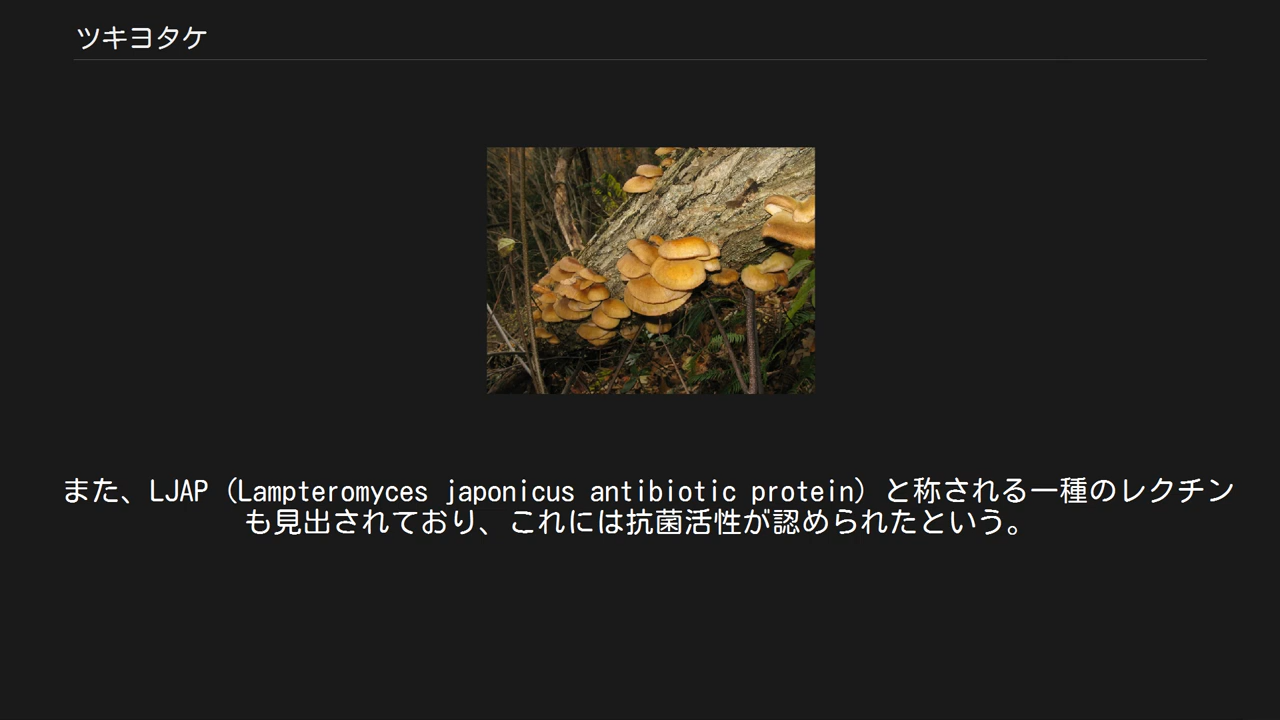 ツキヨタケ
また、LJAP（Lampteromyces japonicus antibiotic protein）と称される一種のレクチン
も見出されており、これには抗菌活性が認められたという。